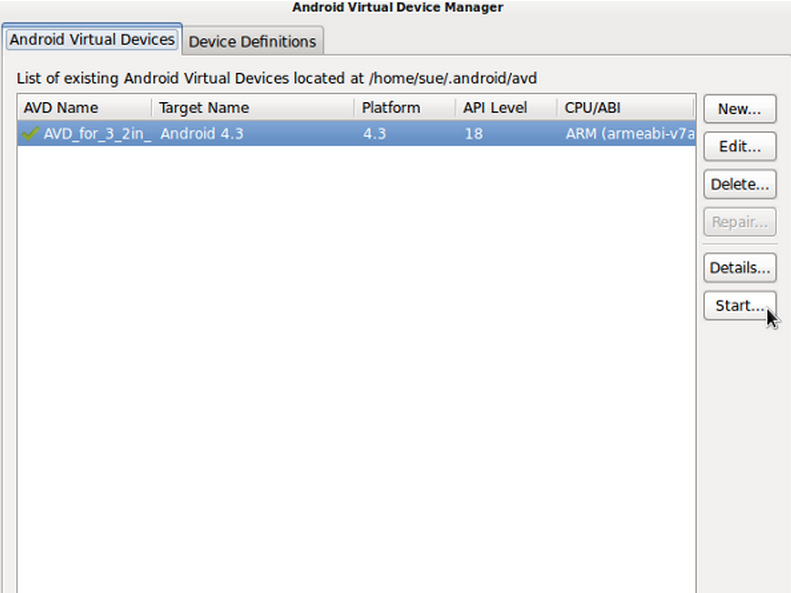 Android Virtual Device Manager
Android Virtual Devices Device Definitions
List of existing Android Virtual Devices located at /home/sue/.android/avd
AVD Name Target Name Platform API Level CPU/ABI
AVD_for_3_2in_ Android 4.3 4.3 18 ARM (armeabi-v7a
New...
Edit...
Delete...
Repair...
Details...
Start...